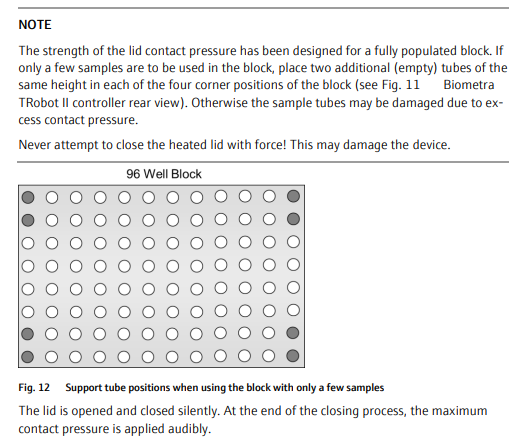 NOTE
The strength of the lid contact pressure has been designed for a fully populated block. If
only a few samples are to be used in the block, place two additional (empty) tubes of the
same height in each of the four corner positions of the block (see Fig. 11 Biometra
TRobot II controller rear view). Otherwise the sample tubes may be damaged due to ex-
cess contact pressure.
Never attempt to close the heated lid with force! This may damage the device.
96 Well Block
Fig. 12 Support tube positions when using the block with only a few samples
The lid is opened and closed silently. At the end of the closing process, the maximum
contact pressure is applied audibly.